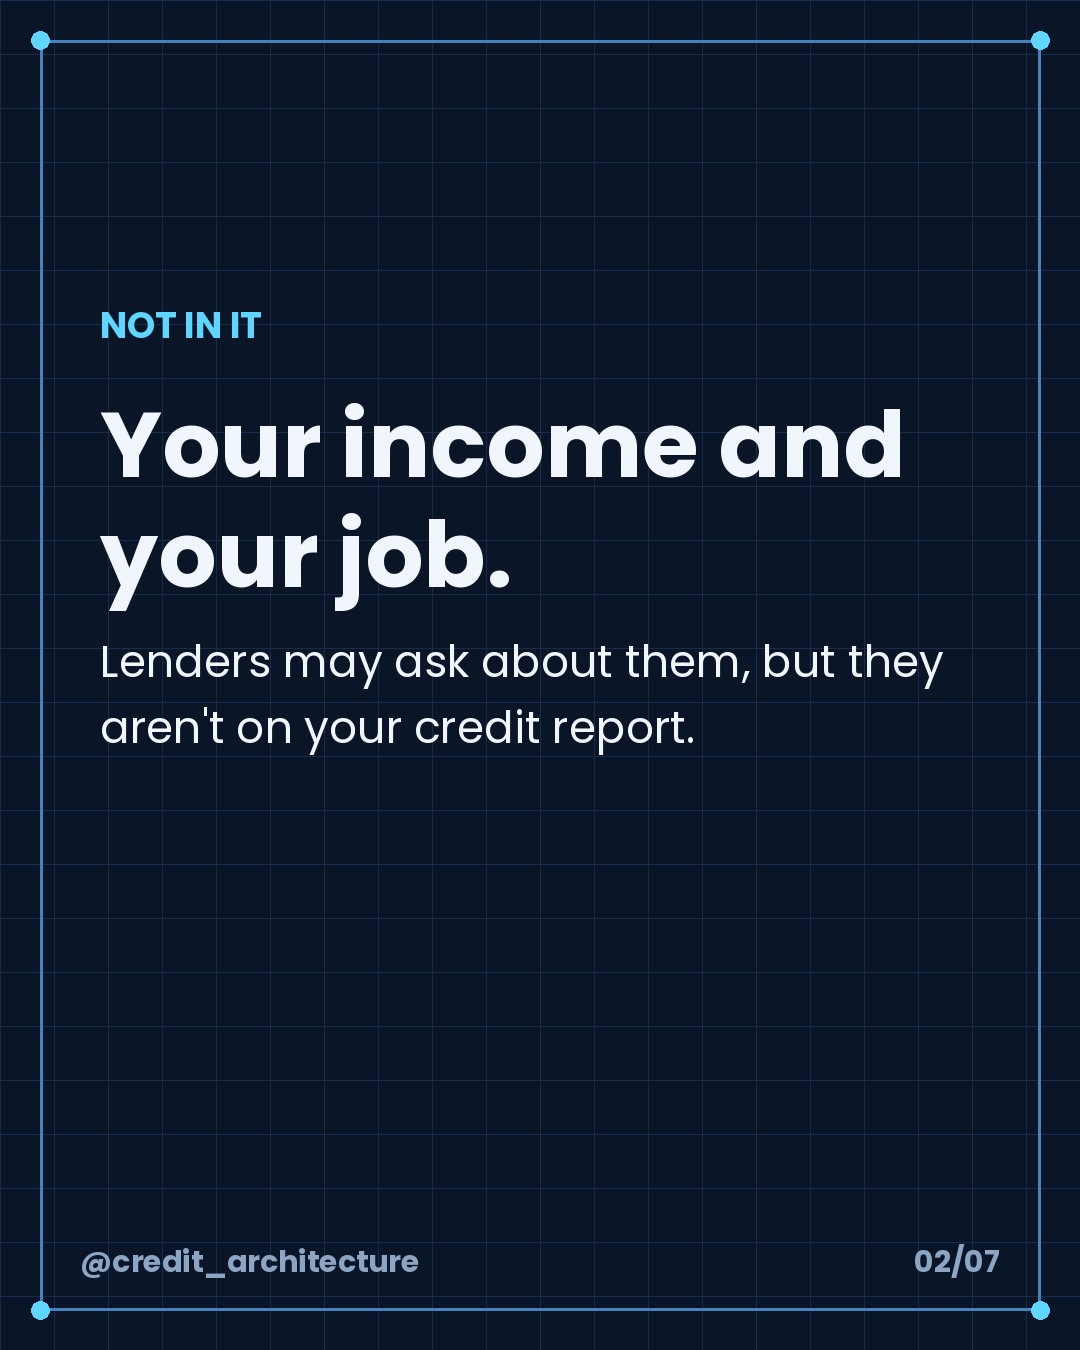 NOT IN IT
Your income and
your job.
Lenders may ask about them, but they
aren't on your credit report.
@credit_architecture
02/07